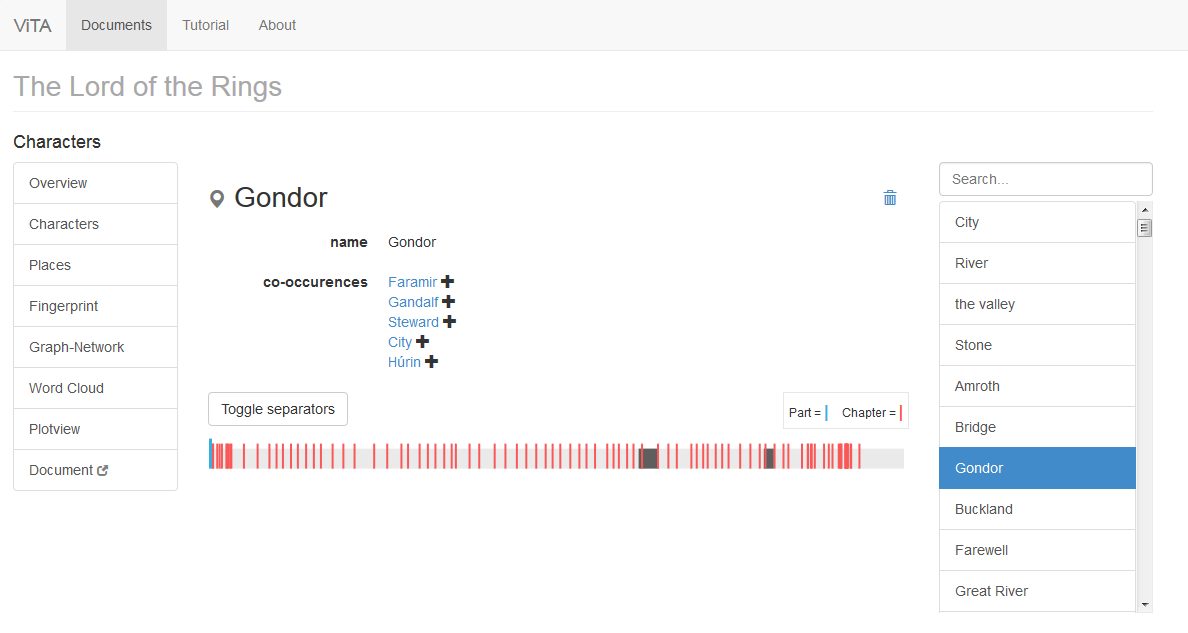 ViTA Documents Tutorial About
The Lord of the Rings
Characters
Overview
Characters
Places
Fingerprint
Graph-Network
Word Cloud
Plotview
Document
Gondor
name Gondor
co-occurences Faramir
Gandalf
Steward
City
Húrin
Toggle separators
Part = Chapter =
Search...
City
River
the valley
Stone
Amroth
Bridge
Gondor
Buckland
Farewell
Great River